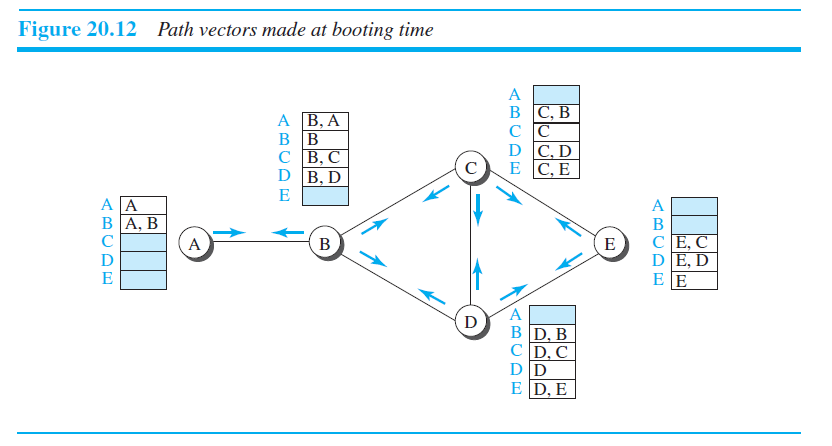 Figure 20.12 Path vectors made at booting time
A
B C, B
C C
D C, D
E C, E
A B, A
B B
C B, C
D B, D
E
A A
B A, B
C
D
E
A
B
C
D
E
A
B
C E, C
D E, D
E E
A
B D, B
C D, C
D D
E D, E